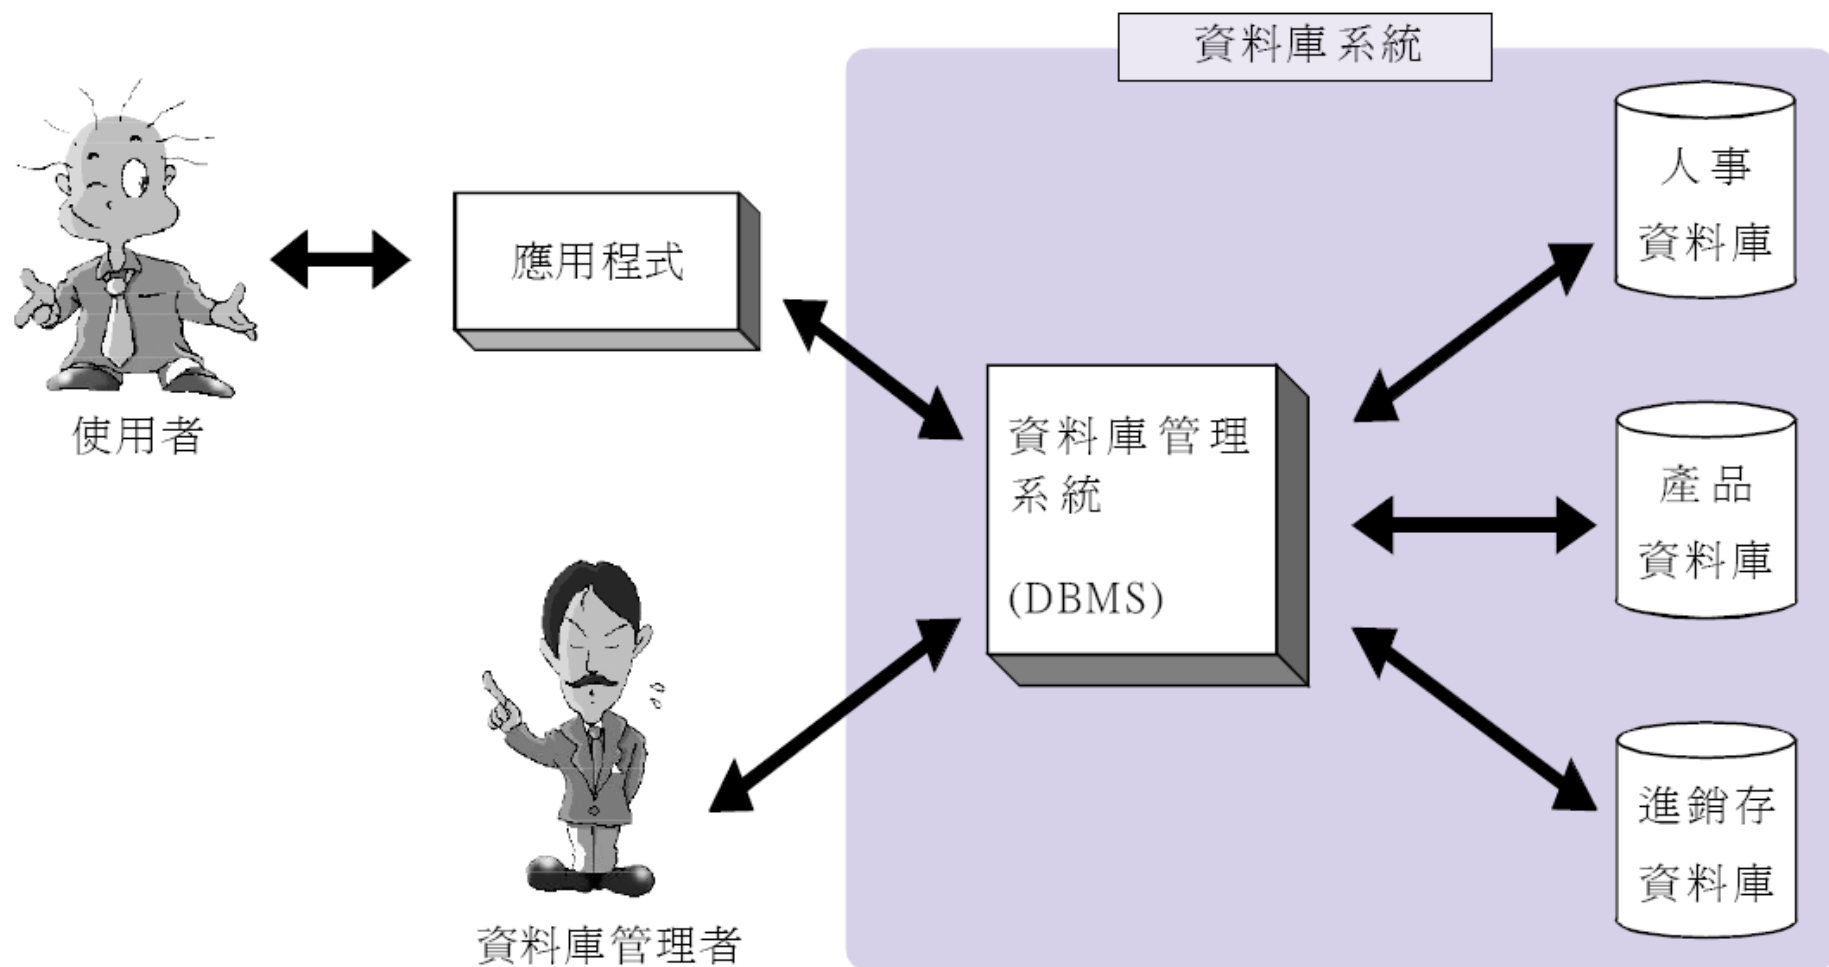 資料庫系統
人事
資料庫
應用程式
使用者
資料庫管理
系統
(DBMS)
產品
資料庫
進銷存
資料庫
資料庫管理者